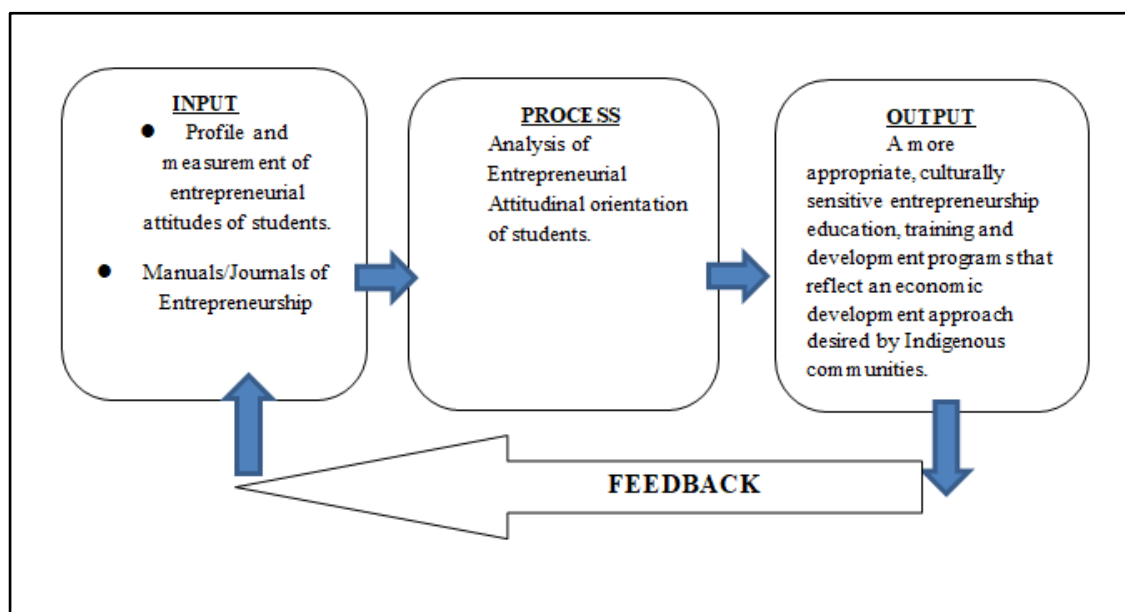 INPUT
● Profile and
measurement of
entrepreneurial
attitudes of students.
● Manuals/Journals of
Entrepreneurship
PROCESS
Analysis of
Entrepreneurial
Attitudinal orientation
of students.
OUTPUT
A more
appropriate, culturally
sensitive entrepreneurship
education, training and
development programs that
reflect an economic
development approach
desired by Indigenous
communities.
FEEDBACK